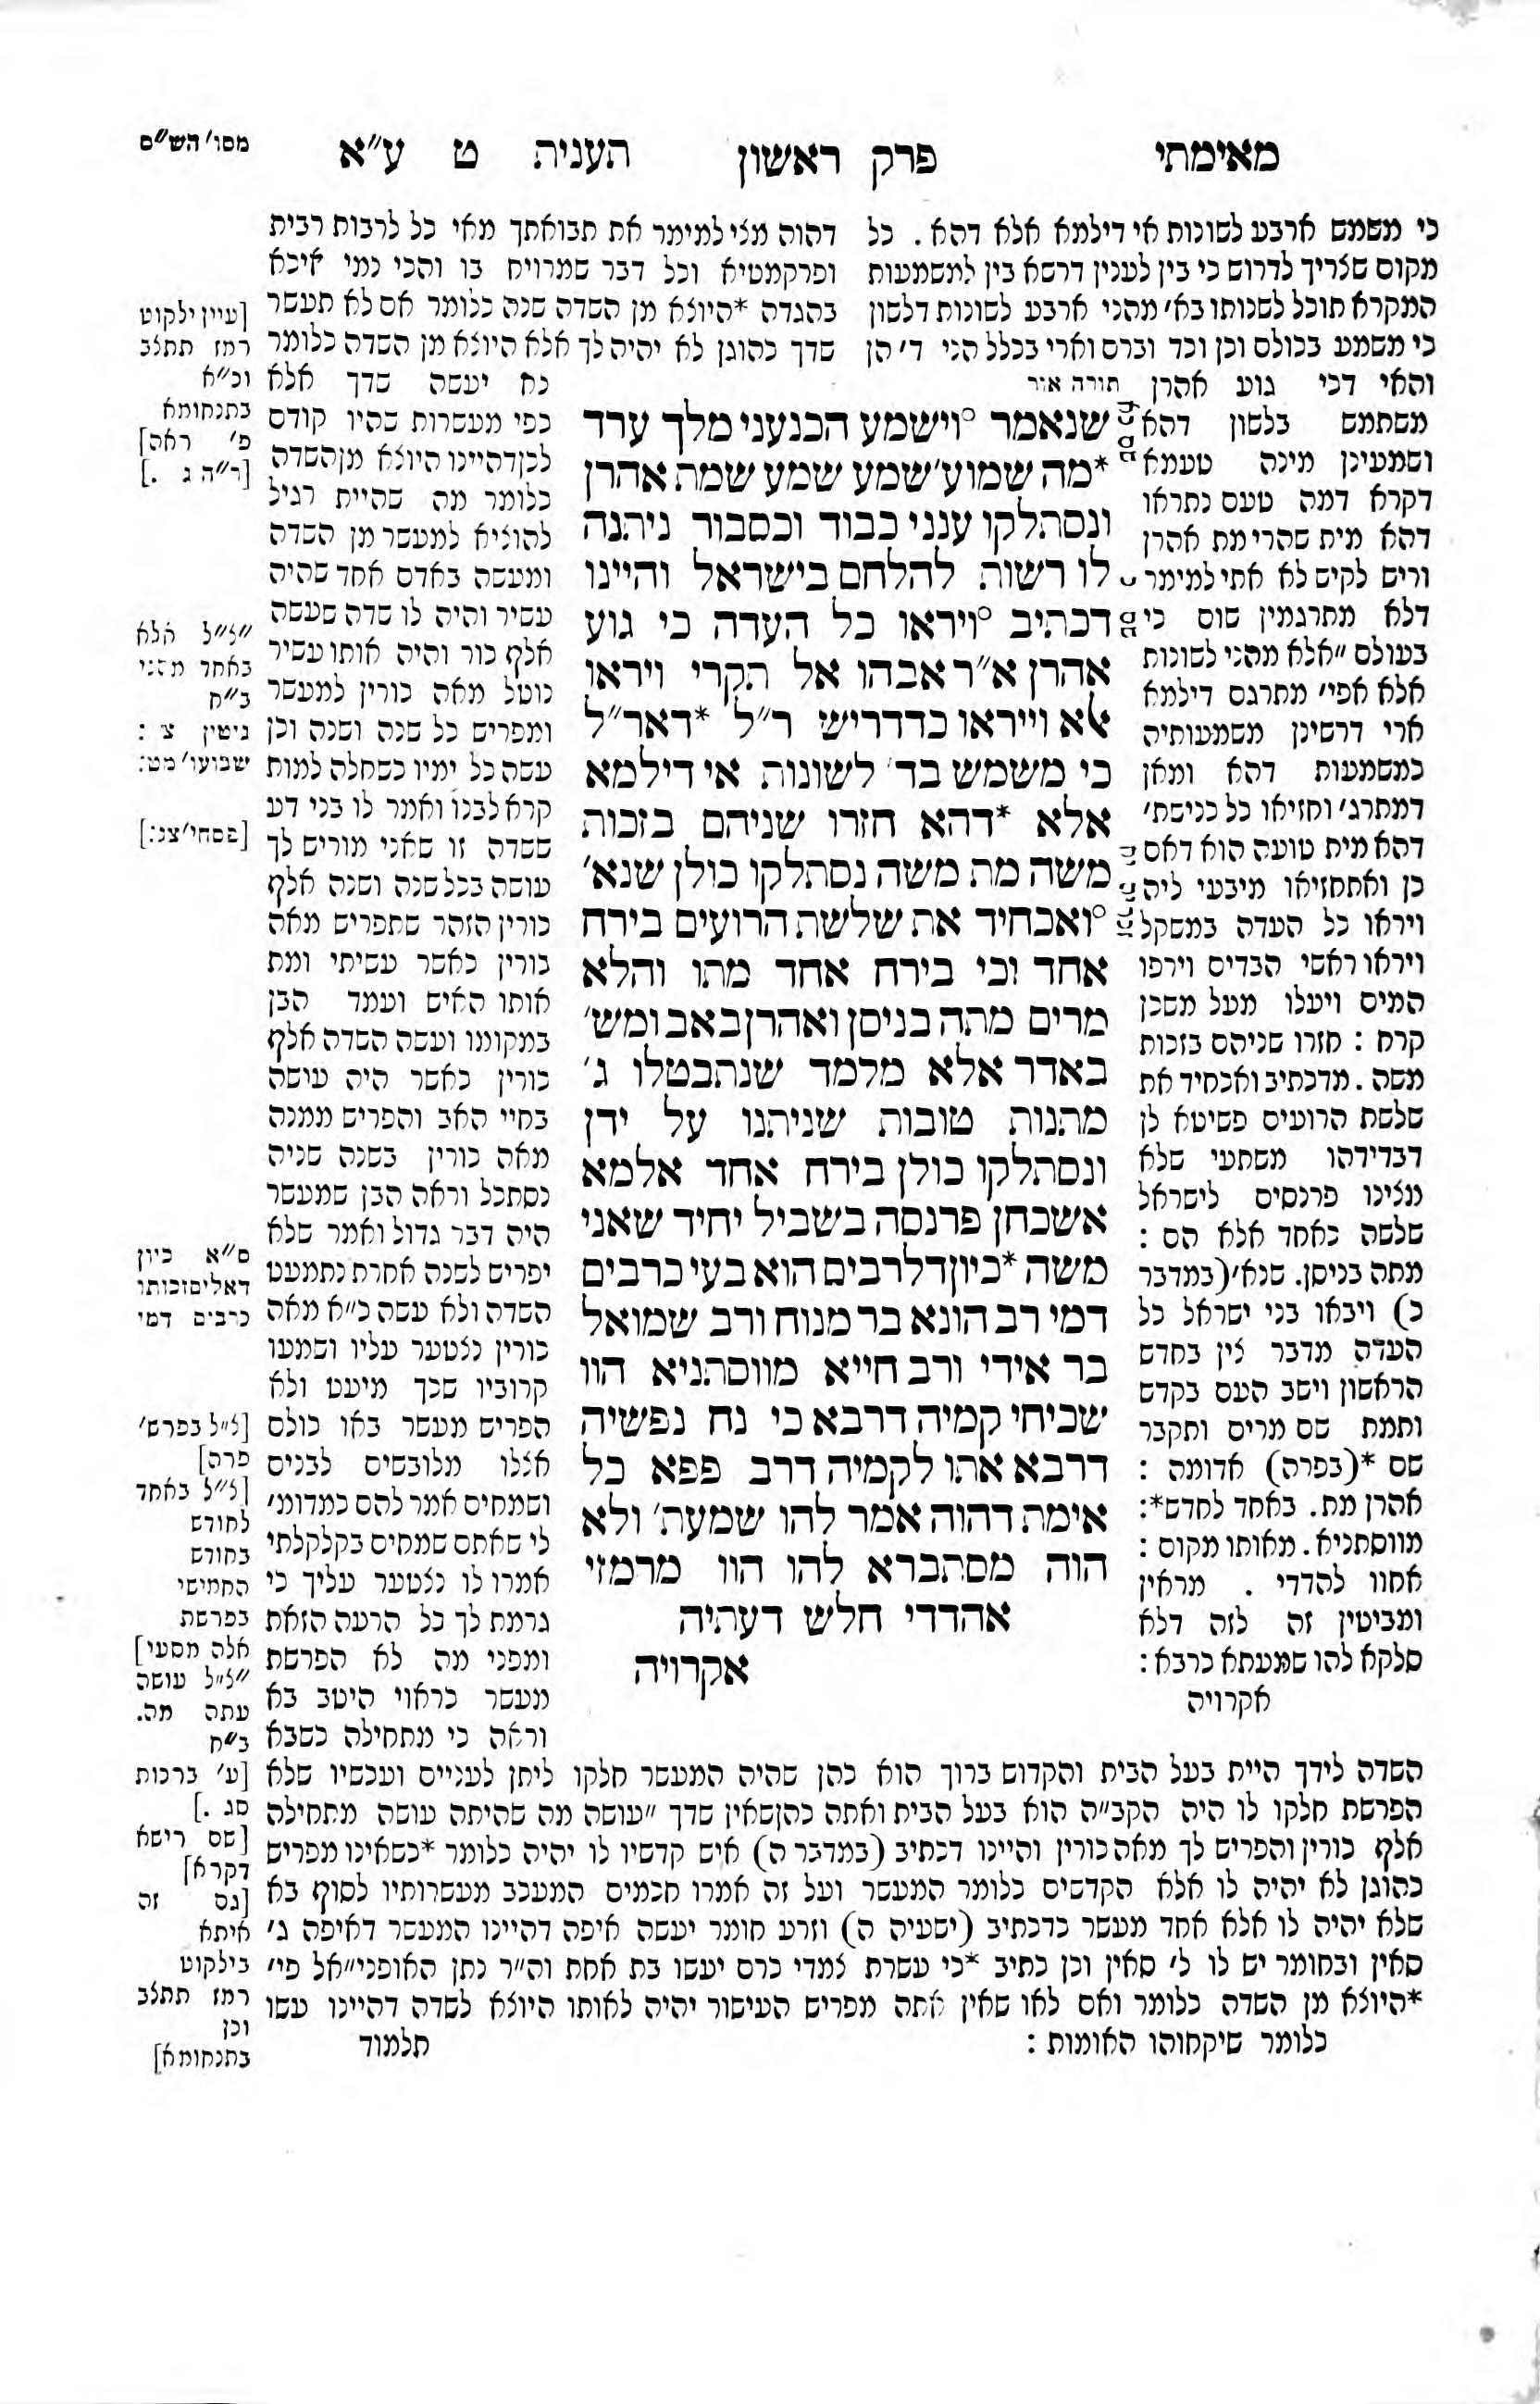 מאימתי פרק ראשון תענית ט ע״א מסו׳ הש״ס
כי משמש ארבע לשונות אי דילמא אלא דהא . כל
מקום שצריך לדרוש כי בין לענין דרשא בין למשמעות
המקרא תוכל לשנותו בא׳ מהני ארבע לשונות דלשון
כי משמע בכולם וכן וכד וברם וארי בכלל הני ד׳ הן
והאי דכי גוע אהרן
משתמש בלשון דהא
ושמעינן מינה טעמא
דקרא דמה טעם נתראו
דהא מית שהרי מת אהרן
וריש לקיש לא אתי למימר
דלא מתרגמין שום כי
בעולם ״אלא מהני לשונות
אלא אפי׳ מתרגם דילמא
ארי דרשינן משמעותיה
כמשמעות דהא ומאן
דמתרג׳ וחזיאו כל כנישת׳
דהא מית טועה הוא דאם
כן ואתחזיאו מיבעי ליה
ויראו כל העדה במשקל
ויראו ראשי הבדים וירפו
המים ויעלו מעל משכן
קרח : חזרו שניהם בזכות
משה . מדכתיב ואכחיד את
שלשת הרועים פשיטא לן
דבדידהו משתעי שלא
מצינו פרנסים לישראל
שלשה כאחד אלא הם :
מתה בניסן. שנא׳ (במדבר
כ) ויבאו בני ישראל כל
העדה מדבר צין בחדש
הראשון וישב העם בקדש
ותמת שם מרים ותקבר
שם *(בפרה) אדומה :
אהרן מת. באחד לחדש*:
מווסתניא. מאותו מקום :
אחוו להדדי . מראין
ומביטין זה לזה דלא
סלקא להו שמעתא כרבא :
אקרויה
תורה אור
שנאמר °וישמע הכנעני מלך ערד
*מה שמוע׳ שמע שמע שמת אהרן
ונסתלקו ענני כבוד וכסבור ניתנה
לו רשות להלחם בישראל והיינו
דכתיב °ויראו כל העדה כי גוע
אהרן א״ר אבהו אל תקרי ויראו
אלא וייראו כדדריש ר״ל *דאר״ל
כי משמש בד׳ לשונות אי דילמא
אלא *דהא חזרו שניהם בזכות
משה מת משה נסתלקו כולן שנא׳
°ואכחיד את שלשת הרועים בירח
אחד וכי בירח אחד מתו והלא
מרים מתה בניסן ואהרן באב ומש׳
באדר אלא מלמד שנתבטלו ג׳
מתנות טובות שניתנו על ידן
ונסתלקו כולן בירח אחד אלמא
אשכחן פרנסה בשביל יחיד שאני
משה *כיון דלרבים הוא בעי כרבים
דמי רב הונא בר מנוח ורב שמואל
בר אידי ורב חייא מווסתניא הוו
שכיחי קמיה דרבא כי נח נפשיה
דרבא אתו לקמיה דרב פפא כל
אימת דהוה אמר להו שמעת׳ ולא
הוה מסתברא להו הוו מרמזי
אהדדי חלש דעתיה
אקרויה
דהוה מצי למימר את תבואתך מאי כל לרבות רבית
ופרקמטיא וכל דבר שמרויח בו והכי נמי איכא
בהגדה *היוצא מן השדה שנה כלומר אם לא תעשר
שדך כהוגן לא יהיה לך אלא היוצא מן השדה כלומר
כח יעשה שדך אלא
כפי מעשרות שהיו קודם
לכן דהיינו היוצא מן השדה
כלומר מה שהיית רגיל
להוציא למעשר מן השדה
ומעשה באדם אחד שהיה
עשיר והיה לו שדה שעשה
אלף כור והיה אותו עשיר
נוטל מאה כורין למעשר
ומפריש כל שנה ושנה וכן
עשה כל ימיו כשחלה למות
קרא לבנו ואמר לו בני דע
ששדה זו שאני מוריש לך
עושה בכל שנה ושנה אלף
כורין הזהר שתפריש מאה
כורין כאשר עשיתי ומת
אותו האיש ועמד הבן
במקומו ועשה השדה אלף
כורין כאשר היה עושה
בחיי האב והפריש ממנה
מאה כורין בשנה שניה
נסתכל וראה הבן שמעשר
היה דבר גדול ואמר שלא
יפריש לשנה אחרת נתמעט
השדה ולא עשה כ״א מאה
כורין נצטער עליו ושמעו
קרוביו שכך מיעט ולא
הפריש מעשר באו כולם
אצלו מלובשים לבנים
ושמחים אמר להם כמדומ׳
לי שאתם שמחים בקלקלתי
אמרו לו נצטער עליך כי
גרמת לך כל הרעה הזאת
ומפני מה לא הפרשת
מעשר כראוי היטב בא
וראה כי מתחילה כשבא
השדה לידך היית בעל הבית והקדוש ברוך הוא כהן שהיה המעשר חלקו ליתן לעניים ועכשיו שלא
הפרשת חלקו לו היה הקב״ה הוא בעל הבית ואתה כהן שאין שדך ״עושה מה שהיתה עושה מתחילה
אלף כורין והפריש לך מאה כורין והיינו דכתיב (במדבר ה) איש קדשיו לו יהיה כלומר *כשאינו מפריש
כהוגן לא יהיה לו אלא הקדשים כלומר המעשר ועל זה אמרו חכמים המעכב מעשרותיו לסוף בא
שלא יהיה לו אלא אחד מעשר כדכתיב (ישעיה ה) וזרע חומר יעשה איפה דהיינו המעשר דאיפה ג׳
סאין ובחומר יש לו ל׳ סאין וכן כתיב *כי עשרת צמדי כרם יעשו בת אחת וה״ר נתן האופני״אל פי׳
*היוצא מן השדה כלומר ואם לאו שאין אתה מפריש העישור יהיה לאותו היוצא לשדה דהיינו עשו
כלומר שיקחוהו האומות :
תלמוד
[עיין ילקוט
רמז תתצב
וכ״א
בתנחומא
פ׳ ראה]
[ר״ה ג .]
״צ״ל אלא
באחד מהני
ב״ח
גיטין צ :
שבועו׳ מט:
[פסחי׳ צג:]
ס״א כיון
דאלים זכותו
כרבים דמי
[צ״ל בפרש׳
פרה]
[צ״ל באחד
לחודש
בחודש
החמישי
בפרשת
אלה מסעי]
״צ״ל עושה
עתה מה.
ב״ח
[ע׳ ברכות
סג .]
[שם רישא
דקרא]
[גם זה
איתא
בילקוט
רמז תתצב
וכן
בתנחומא]